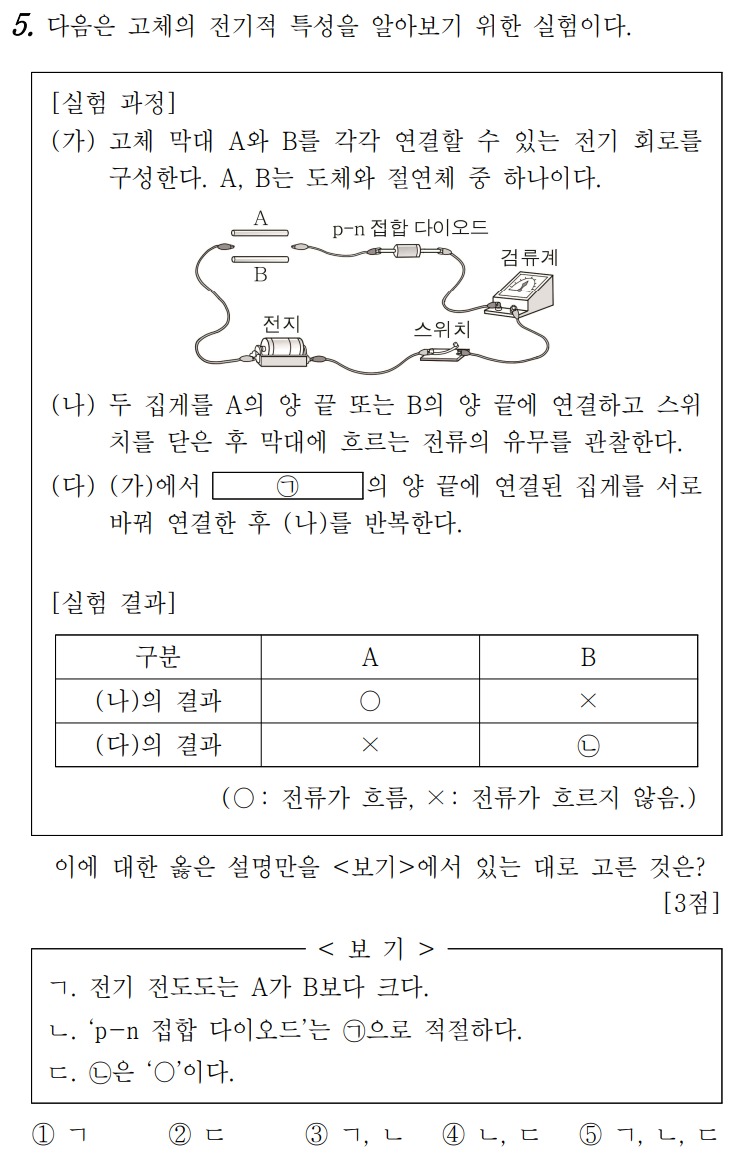 5. 다음은 고체의 전기적 특성을 알아보기 위한 실험이다.
[실험 과정]
(가) 고체 막대 A와 B를 각각 연결할 수 있는 전기 회로를
구성한다. A, B는 도체와 절연체 중 하나이다.
A
p-n 접합 다이오드
검류계
B
전지
스위치
(나) 두 집게를 A의 양 끝 또는 B의 양 끝에 연결하고 스위
치를 닫은 후 막대에 흐르는 전류의 유무를 관찰한다.
(다) (가)에서 ㉠의 양 끝에 연결된 집게를 서로
바꿔 연결한 후 (나)를 반복한다.
[실험 결과]
구분 A B
(나)의 결과 ○ ×
(다)의 결과 × ㉡
(○: 전류가 흐름, ×: 전류가 흐르지 않음.)
이에 대한 옳은 설명만을 <보기>에서 있는 대로 고른 것은?
[3점]
< 보 기 >
ㄱ. 전기 전도도는 A가 B보다 크다.
ㄴ. ‘p-n 접합 다이오드’는 ㉠으로 적절하다.
ㄷ. ㉡은 ‘○’이다.
① ㄱ ② ㄷ ③ ㄱ, ㄴ ④ ㄴ, ㄷ ⑤ ㄱ, ㄴ, ㄷ